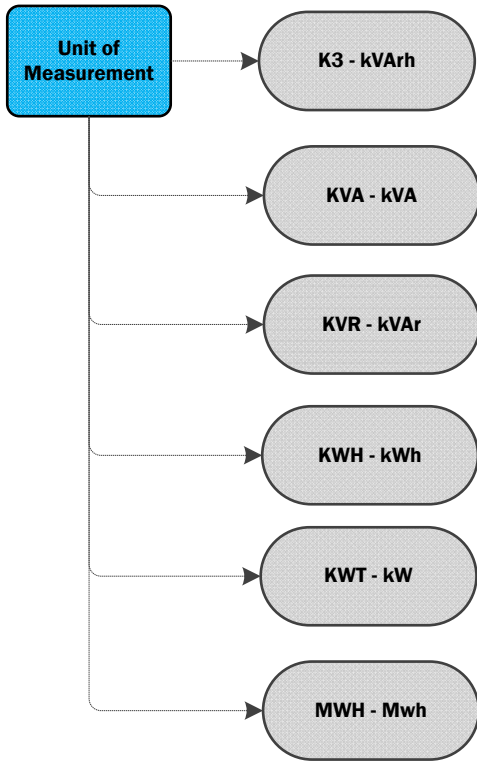 Unit of
Measurement
K3 - kVArh
KVA - kVA
KVR - kVAr
KWH - kWh
KWT - kW
MWH - Mwh